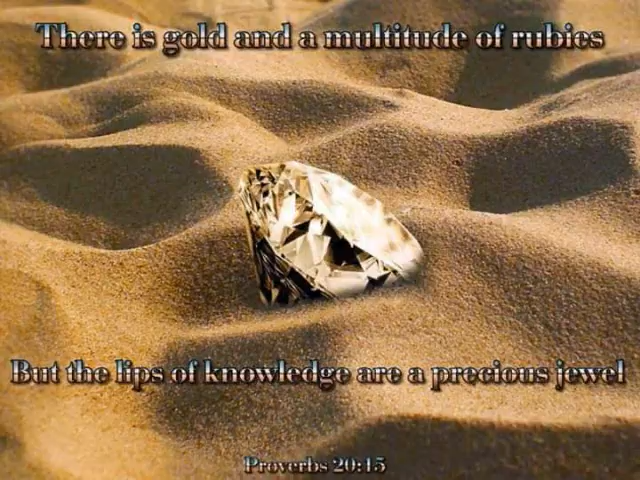 There is gold and a multitude of rubies
But the lips of knowledge are a precious jewel
Proverbs 20:15